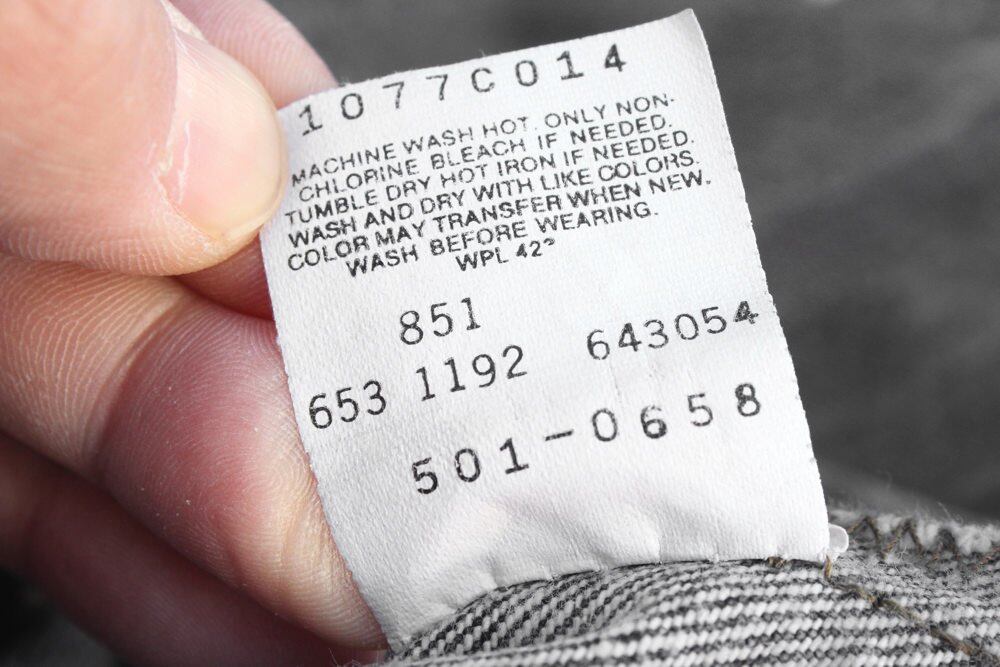 1077C014
MACHINE WASH HOT. ONLY NON-
CHLORINE BLEACH IF NEEDED.
TUMBLE DRY HOT IRON IF NEEDED.
WASH AND DRY WITH LIKE COLORS.
COLOR MAY TRANSFER WHEN NEW.
WASH BEFORE WEARING.
WPL 423
851
653 1192 643054
501-0658